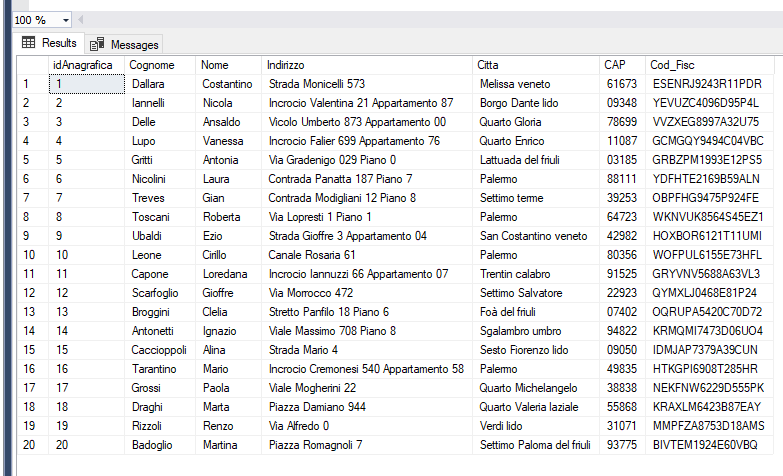 100 %
Results Messages
idAnagrafica Cognome Nome Indirizzo Citta CAP Cod_Fisc
1 1 Dallara Costantino Strada Monicelli 573 Melissa veneto 61673 ESENRJ9243R11PDR
2 2 Iannelli Nicola Incrocio Valentina 21 Appartamento 87 Borgo Dante lido 09348 YEVUZC4096D95P4L
3 3 Delle Ansaldo Vicolo Umberto 873 Appartamento 00 Quarto Gloria 78699 VVZXEG8997A32U75
4 4 Lupo Vanessa Incrocio Falier 699 Appartamento 76 Quarto Enrico 11087 GCMGQY9494C04VBC
5 5 Gritti Antonia Via Gradenigo 029 Piano 0 Lattuada del friuli 03185 GRBZPM1993E12PS5
6 6 Nicolini Laura Contrada Panatta 187 Piano 7 Palermo 88111 YDFHTE2169B59ALN
7 7 Treves Gian Contrada Modigliani 12 Piano 8 Settimo terme 39253 OBPFHG9475P924FE
8 8 Toscani Roberta Via Lopresti 1 Piano 1 Palermo 64723 WKNVUK8564S45EZ1
9 9 Ubaldi Ezio Strada Gioffre 3 Appartamento 04 San Costantino veneto 42982 HOXBOR6121T11UMI
10 10 Leone Cirillo Canale Rosaria 61 Palermo 80356 WOFPUL6155E73HFL
11 11 Capone Loredana Incrocio Iannuzzi 66 Appartamento 07 Trentin calabro 91525 GRYVNV5688A63VL3
12 12 Scarfoglio Gioffre Via Morrocco 472 Settimo Salvatore 22923 QYMXLJ0468E81P24
13 13 Broggini Clelia Stretto Panfilo 18 Piano 6 Foà del friuli 07402 OQRUPA5420C70D72
14 14 Antonetti Ignazio Viale Massimo 708 Piano 8 Sgalambro umbro 94822 KRMQMI7473D06UO4
15 15 Caccioppoli Alina Strada Mario 4 Sesto Fiorenzo lido 09050 IDMJAP7379A39CUN
16 16 Tarantino Mario Incrocio Cremonesi 540 Appartamento 58 Palermo 49835 HTKGPI6908T285HR
17 17 Grossi Paola Viale Mogherini 22 Quarto Michelangelo 38838 NEKFNW6229D555PK
18 18 Draghi Marta Piazza Damiano 944 Quarto Valeria laziale 55868 KRAXLM6423B87EAY
19 19 Rizzoli Renzo Via Alfredo 0 Verdi lido 31071 MMPFZA8753D18AMS
20 20 Badoglio Martina Piazza Romagnoli 7 Settimo Paloma del friuli 93775 BIVTEM1924E60VBQ